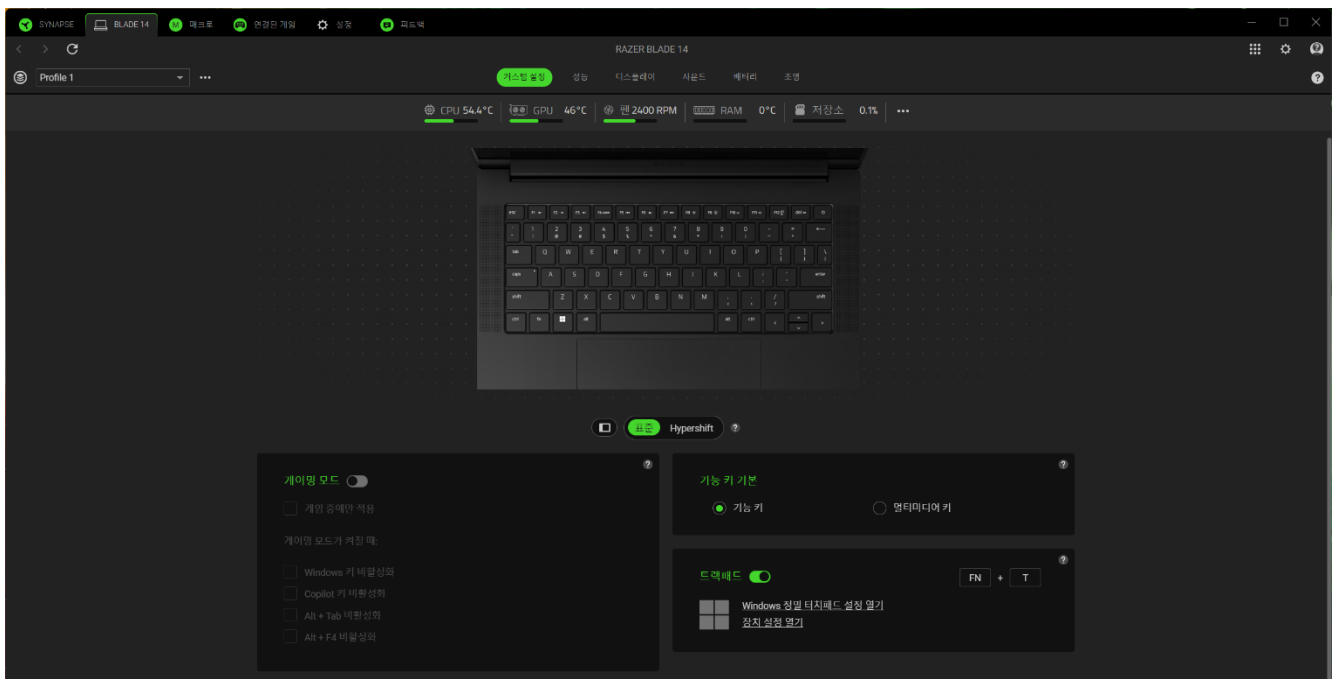 SYNAPSE BLADE 14 매크로 연결된 게임 설정 피드백
RAZER BLADE 14
Profile 1 커스텀 설정 성능 디스플레이 사운드 배터리 조명
CPU 54.4°C GPU 46°C 팬 2400 RPM RAM 0°C 저장소 0.1%
표준 Hypershift
게이밍 모드
게임 중에만 적용
게이밍 모드가 켜질 때:
Windows 키 비활성화
Copilot 키 비활성화
Alt + Tab 비활성화
Alt + F4 비활성화
기능 키 기본
기능 키 멀티미디어 키
트랙패드 FN + T
Windows 정밀 터치패드 설정 열기
장치 설정 열기